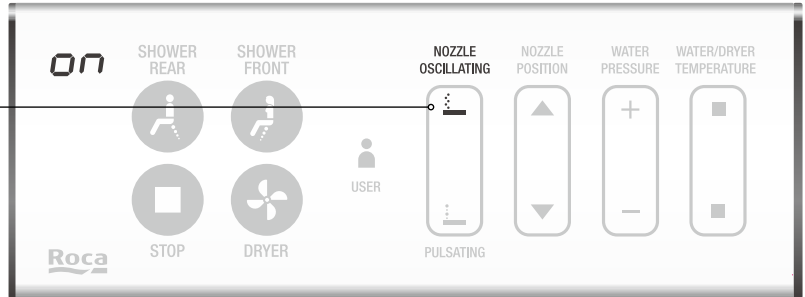 on
SHOWER
REAR
SHOWER
FRONT
NOZZLE
OSCILLATING
NOZZLE
POSITION
WATER
PRESSURE
WATER/DRYER
TEMPERATURE
USER
STOP
DRYER
PULSATING
Roca